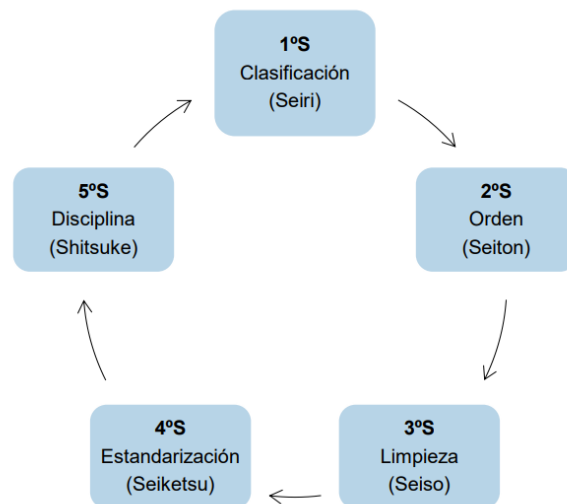 1ºS
Clasificación
(Seiri)
2ºS
Orden
(Seiton)
3ºS
Limpieza
(Seiso)
4ºS
Estandarización
(Seiketsu)
5ºS
Disciplina
(Shitsuke)